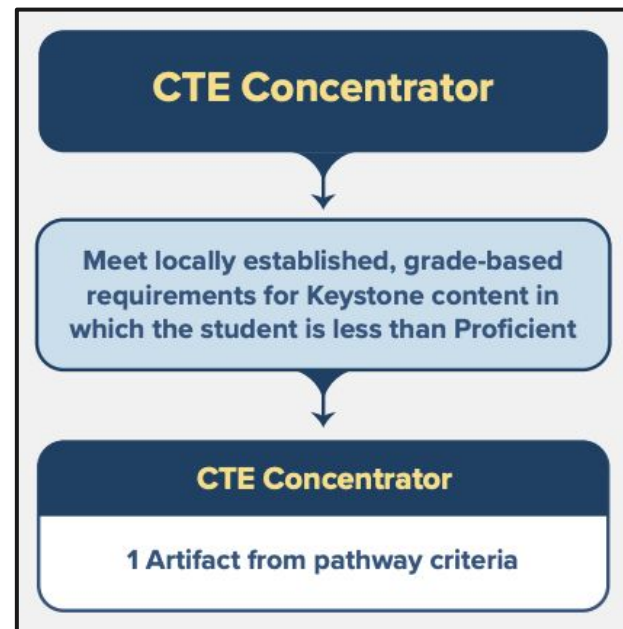 CTE Concentrator
Meet locally established, grade-based
requirements for Keystone content in
which the student is less than Proficient
CTE Concentrator
1 Artifact from pathway criteria